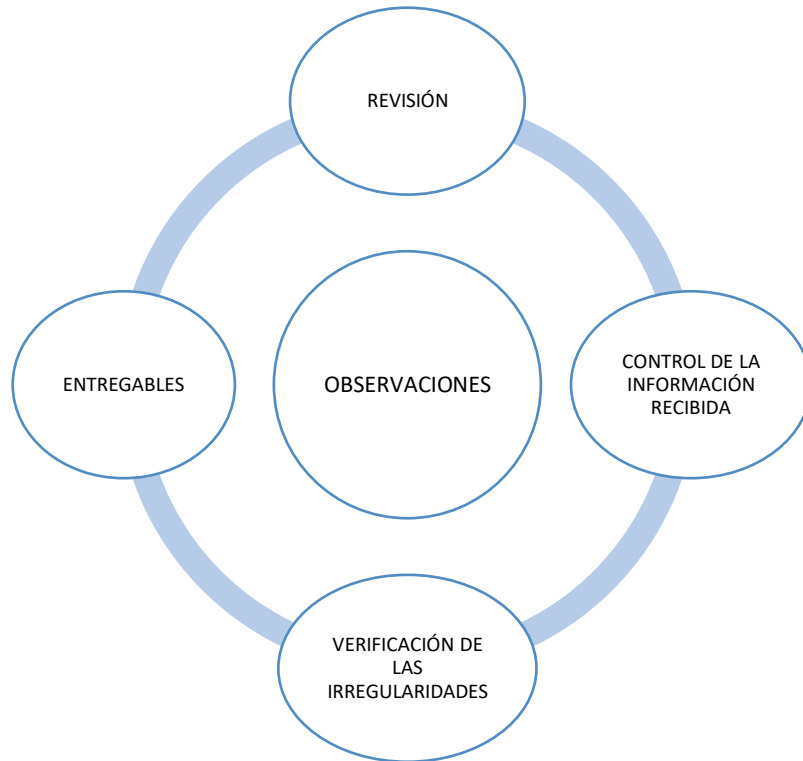 REVISIÓN
ENTREGABLES
OBSERVACIONES
CONTROL DE LA
INFORMACIÓN
RECIBIDA
VERIFICACIÓN DE
LAS
IRREGULARIDADES